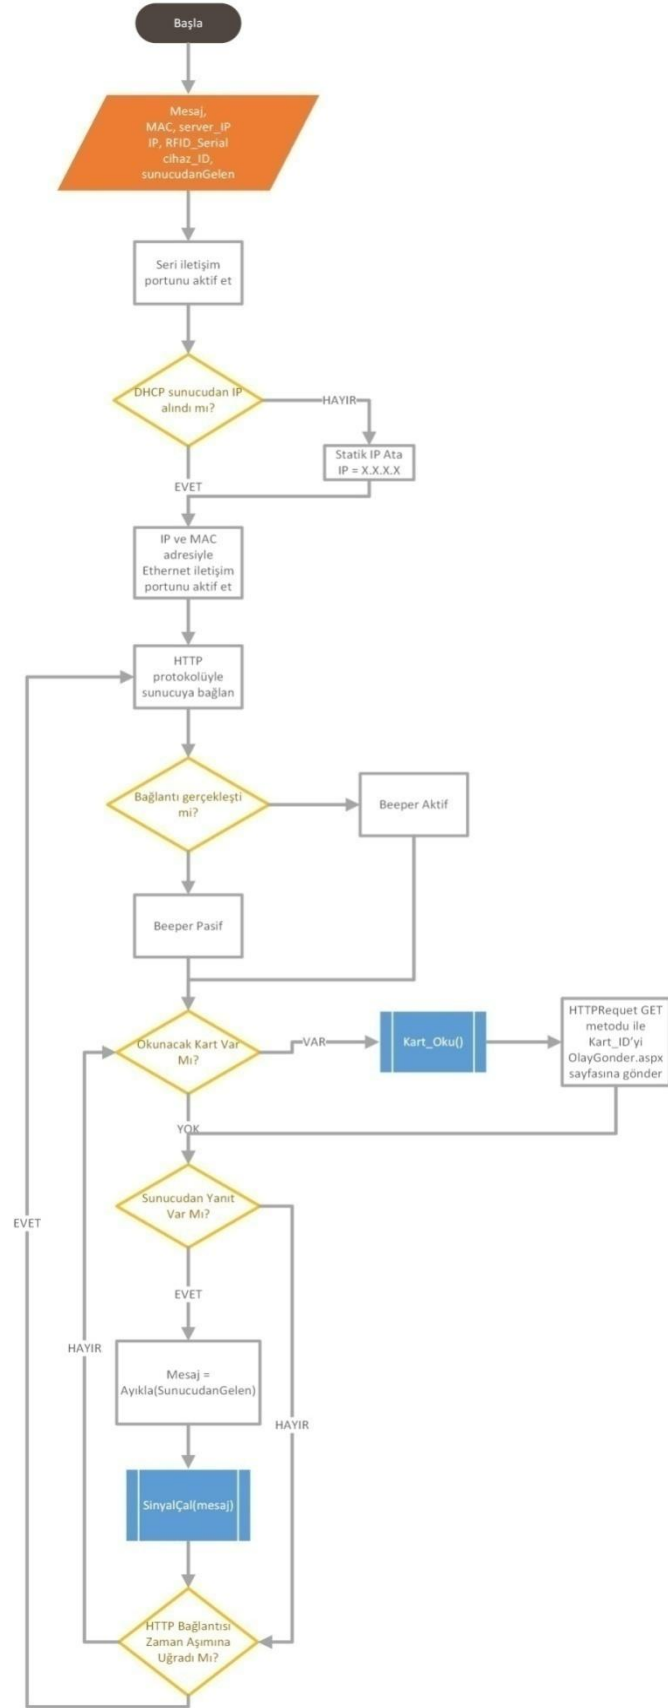 Başla
Mesaj,
MAC, server_IP
IP, RFID_Serial
cihaz_ID,
sunucudanGelen
Seri iletişim
portunu aktif et
DHCP sunucudan IP
alındı mı?
HAYIR
Statik IP Ata
IP = X.X.X.X
EVET
IP ve MAC
adresiyle
Ethernet iletişim
portunu aktif et
HTTP
protokolüyle
sunucuya bağlan
Bağlantı gerçekleşti
mi?
Beeper Aktif
Beeper Pasif
Okunacak Kart Var
Mı?
VAR
Kart_Oku()
HTTPRequet GET
metodu ile
Kart_ID’yi
OlayGonder.aspx
sayfasına gönder
YOK
Sunucudan Yanıt
Var Mı?
EVET
EVET
HAYIR
Mesaj =
Ayıkla(SunucudanGelen)
HAYIR
SinyalÇal(mesaj)
HTTP Bağlantısı
Zaman Aşımına
Uğradı Mı?